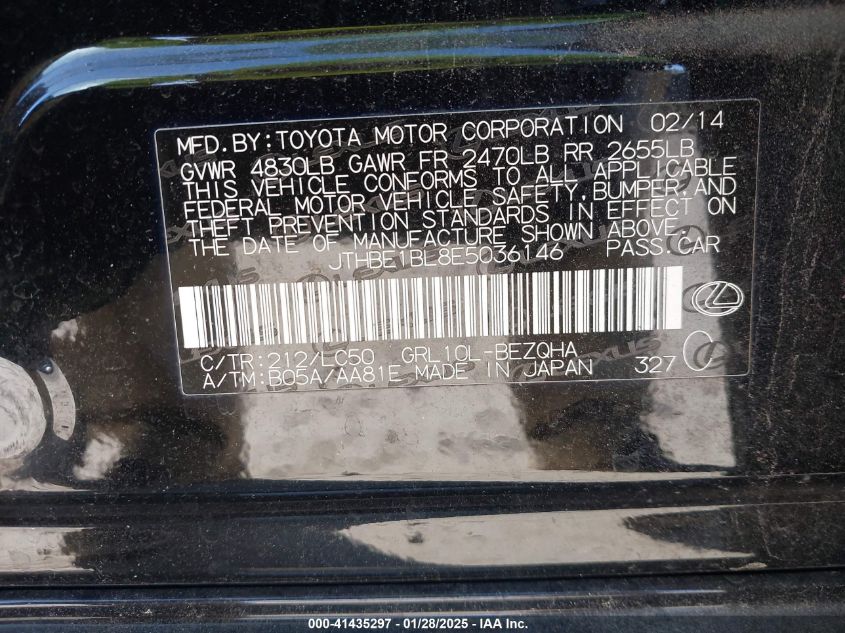 MFD. BY: TOYOTA MOTOR CORPORATION 02/14
GVWR 4830LB GAWR FR 2470LB RR 2655LB
THIS VEHICLE CONFORMS TO ALL APPLICABLE
FEDERAL MOTOR VEHICLE SAFETY, BUMPER, AND
THEFT PREVENTION STANDARDS IN EFFECT ON
THE DATE OF MANUFACTURE SHOWN ABOVE.
JTHBE1BL8E5036146 PASS.CAR
C/TR:212/LC50 GRL10L-BEZQHA
A/TM:B05A/AA81E MADE IN JAPAN 327
000-41435297 - 01/28/2025 - IAAI.com